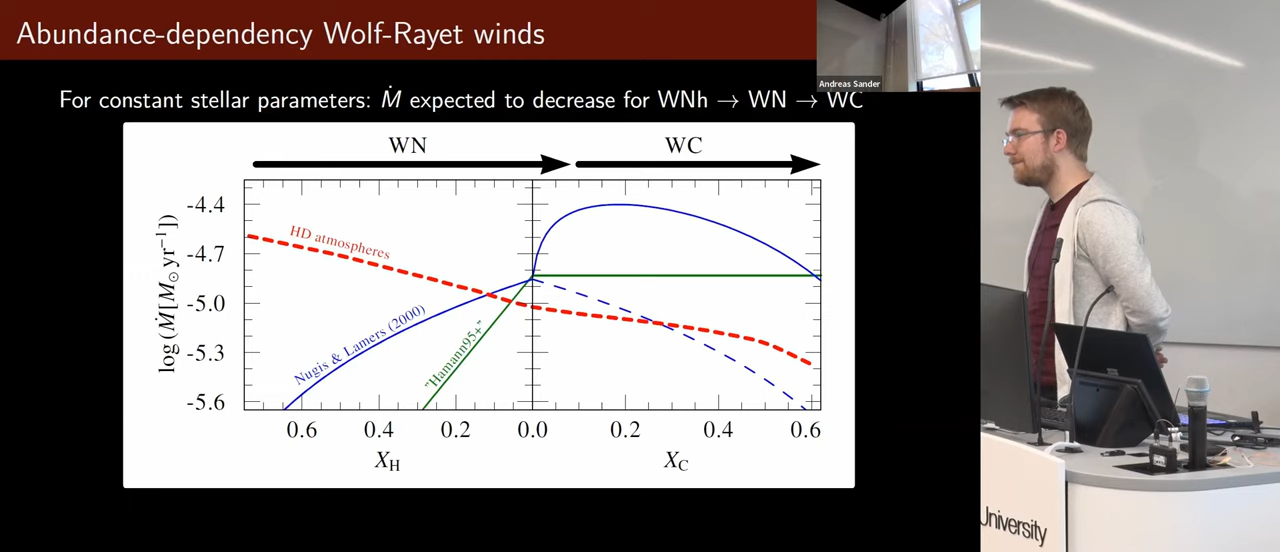 Abundance-dependency Wolf-Rayet winds
Andreas Sander
For constant stellar parameters: Ṁ expected to decrease for WNh → WN → WC
WN
WC
log (Ṁ[M⊙ yr⁻¹])
-4.4
-4.7
-5.0
-5.3
-5.6
HD atmospheres
Nugis & Lamers (2000)
"Hamann95+"
0.6 0.4 0.2 0.0 0.2 0.4 0.6
X_H
X_C
University